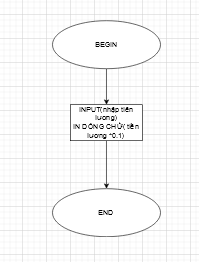 BEGIN
INPUT(nhập tiền
lương)
IN DÒNG CHỮ( tiền
lương *0.1)
END